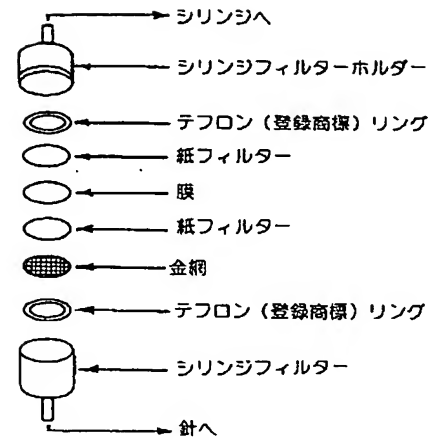 シリンジへ
シリンジフィルターホルダー
テフロン（登録商標）リング
紙フィルター
膜
紙フィルター
金網
テフロン（登録商標）リング
シリンジフィルター
針へ